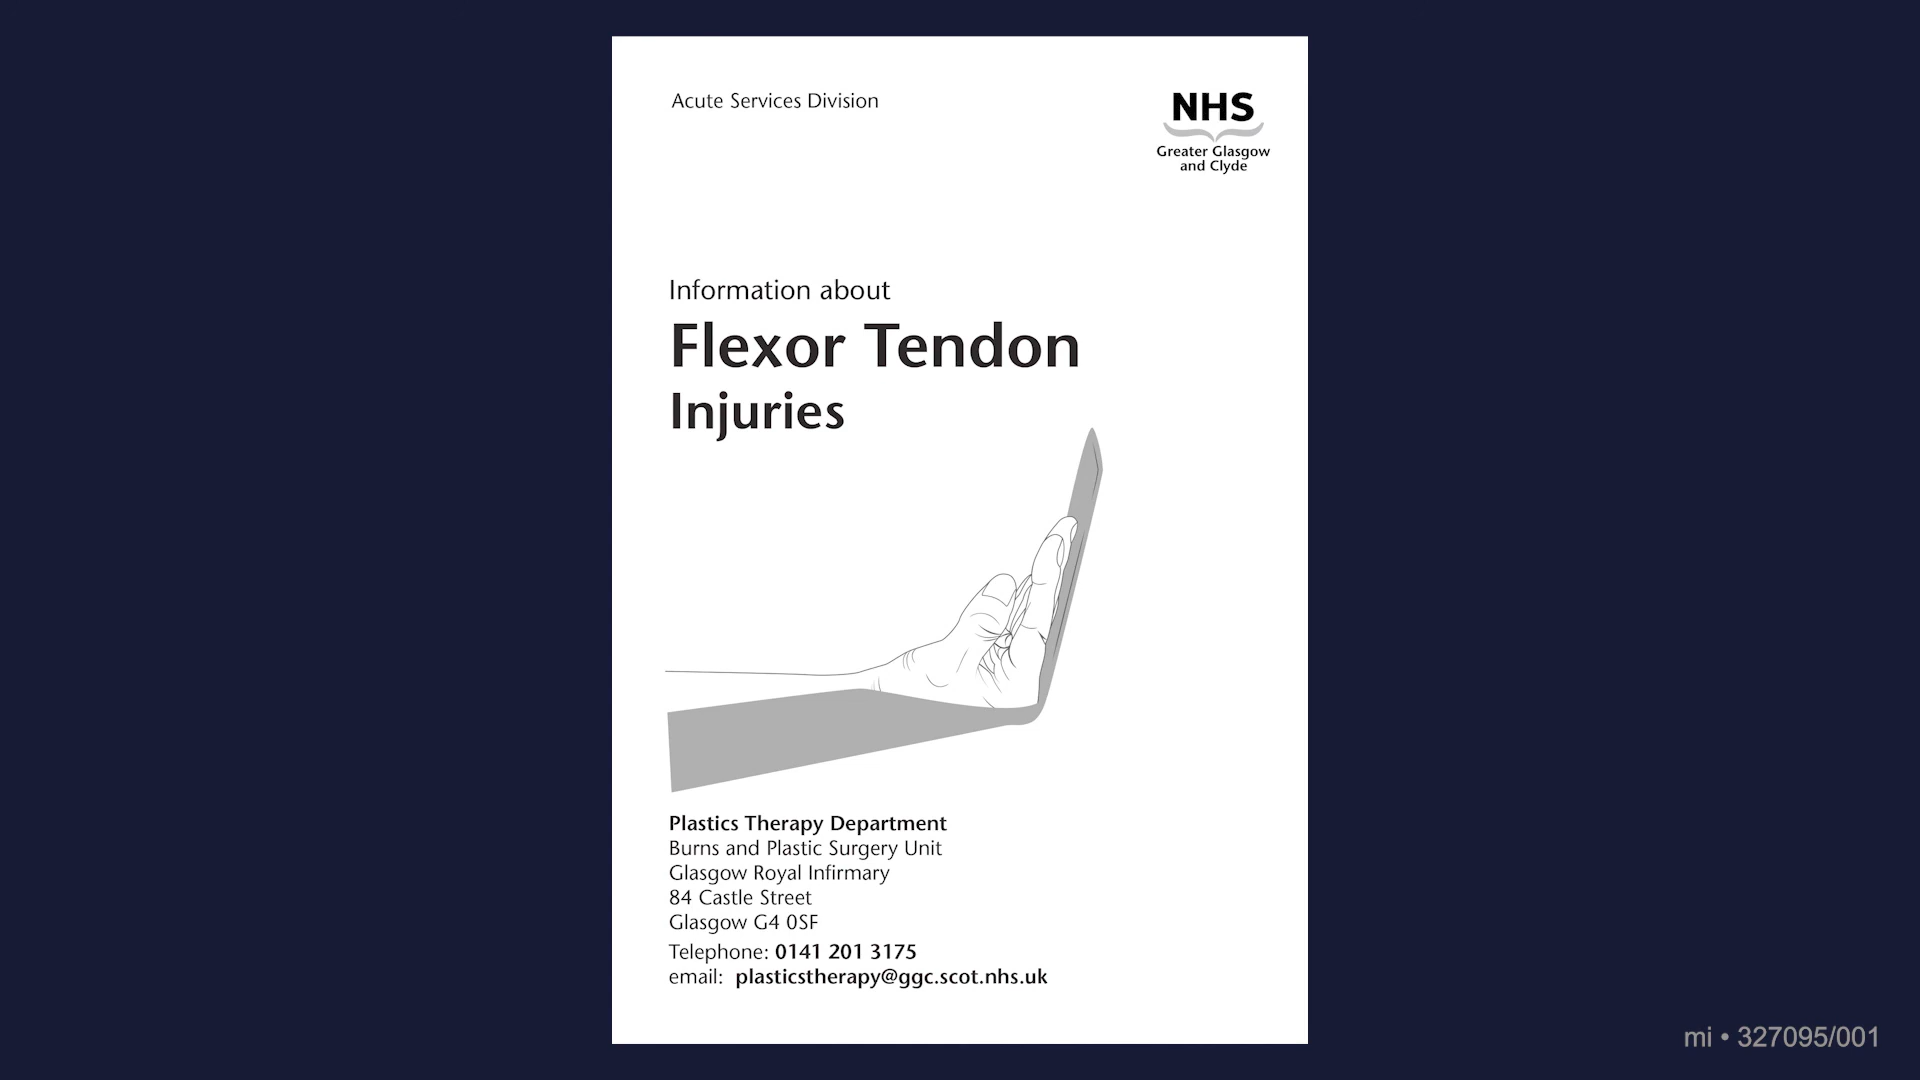 Acute Services Division
NHS
Greater Glasgow
and Clyde
Information about
Flexor Tendon
Injuries
Plastics Therapy Department
Burns and Plastic Surgery Unit
Glasgow Royal Infirmary
84 Castle Street
Glasgow G4 0SF
Telephone: 0141 201 3175
email: plasticstherapy@ggc.scot.nhs.uk
mi • 327095/001